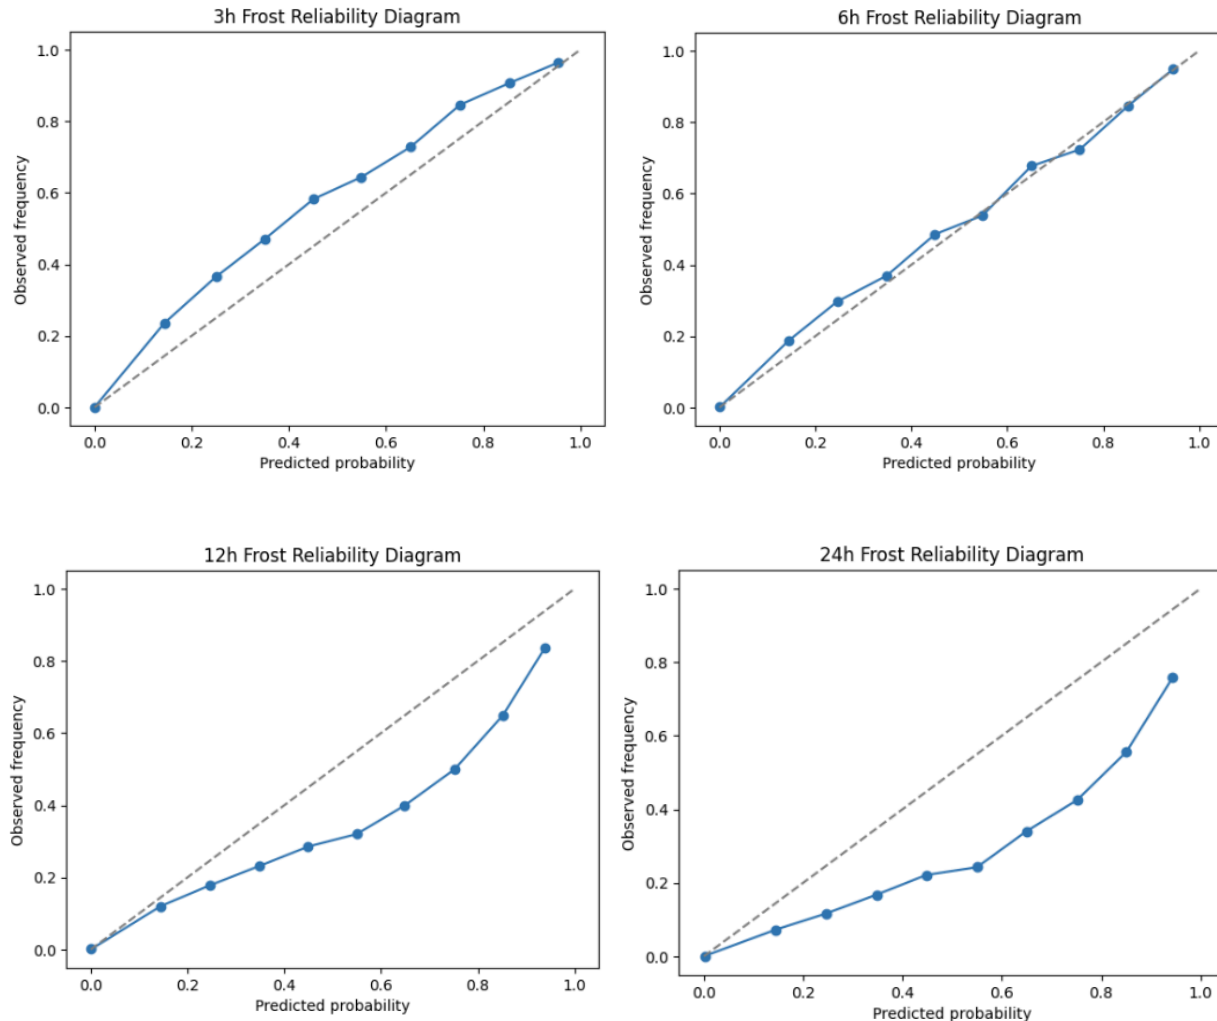 3h Frost Reliability Diagram
1.0
0.8
0.6
0.4
0.2
0.0
Observed frequency
0.0 0.2 0.4 0.6 0.8 1.0
Predicted probability
6h Frost Reliability Diagram
1.0
0.8
0.6
0.4
0.2
0.0
Observed frequency
0.0 0.2 0.4 0.6 0.8 1.0
Predicted probability
12h Frost Reliability Diagram
1.0
0.8
0.6
0.4
0.2
0.0
Observed frequency
0.0 0.2 0.4 0.6 0.8 1.0
Predicted probability
24h Frost Reliability Diagram
1.0
0.8
0.6
0.4
0.2
0.0
Observed frequency
0.0 0.2 0.4 0.6 0.8 1.0
Predicted probability